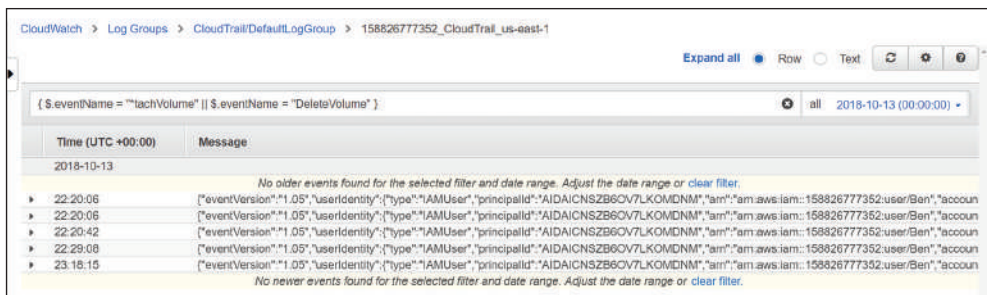 CloudWatch > Log Groups > CloudTrail/DefaultLogGroup > 158826777352_CloudTrail_us-east-1
Expand all Row Text
{ $.eventName = "*tachVolume" || $.eventName = "DeleteVolume" } all 2018-10-13 (00:00:00)
Time (UTC +00:00) Message
2018-10-13
No older events found for the selected filter and date range. Adjust the date range or clear filter.
22:20:06 {"eventVersion":"1.05","userIdentity":{"type":"IAMUser","principalId":"AIDAICNSZB6OV7LKOMDNM","arn":"arn:aws:iam::158826777352:user/Ben","accoun
22:20:06 {"eventVersion":"1.05","userIdentity":{"type":"IAMUser","principalId":"AIDAICNSZB6OV7LKOMDNM","arn":"arn:aws:iam::158826777352:user/Ben","accoun
22:20:42 {"eventVersion":"1.05","userIdentity":{"type":"IAMUser","principalId":"AIDAICNSZB6OV7LKOMDNM","arn":"arn:aws:iam::158826777352:user/Ben","accoun
22:29:08 {"eventVersion":"1.05","userIdentity":{"type":"IAMUser","principalId":"AIDAICNSZB6OV7LKOMDNM","arn":"arn:aws:iam::158826777352:user/Ben","accoun
23:18:15 {"eventVersion":"1.05","userIdentity":{"type":"IAMUser","principalId":"AIDAICNSZB6OV7LKOMDNM","arn":"arn:aws:iam::158826777352:user/Ben","accoun
No newer events found for the selected filter and date range. Adjust the date range or clear filter.